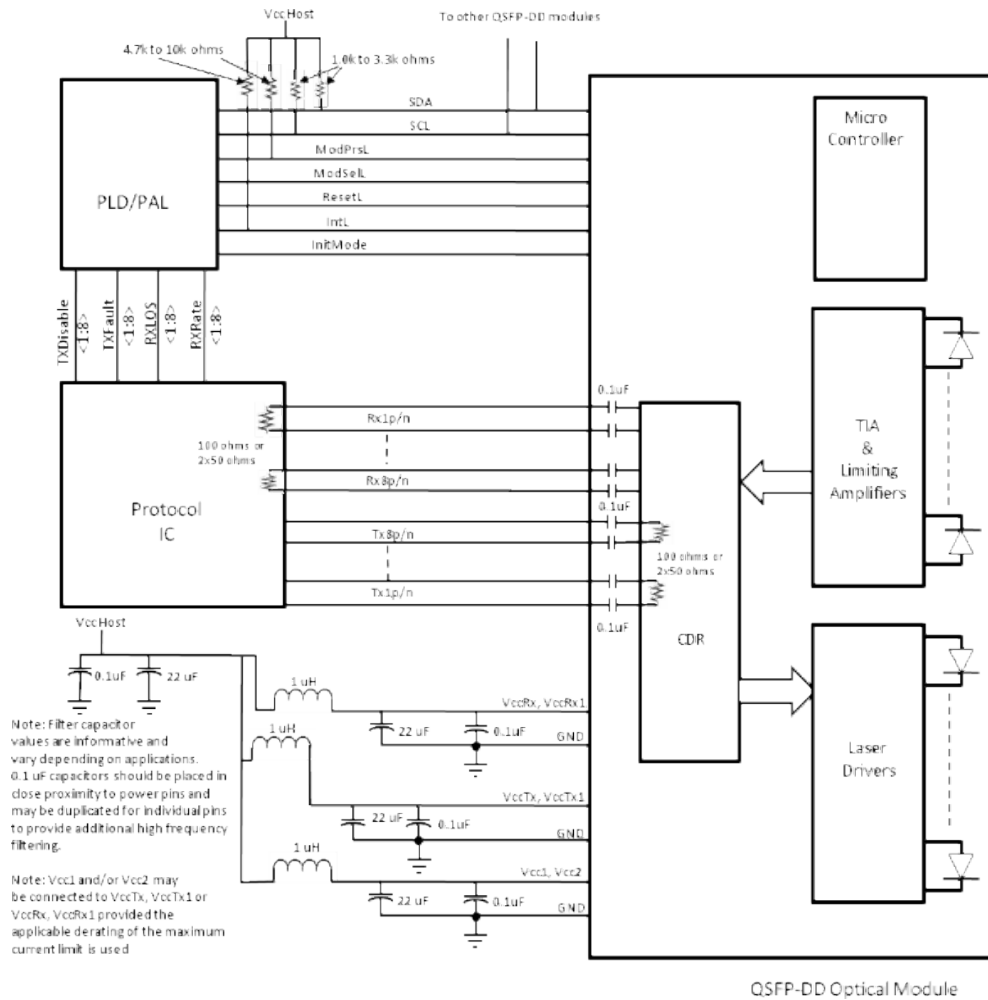 VccHost
To other QSFP-DD modules
4.7k to 10k ohms
1.0k to 3.3k ohms
SDA
SCL
ModPrsL
ModSelL
ResetL
IntL
InitMode
PLD/PAL
Micro
Controller
TXDisable
<1:8>
TXFault
<1:8>
RXLOS
<1:8>
RXRate
<1:8>
0.1uF
Rx1p/n
100 ohms or
2x50 ohms
Rx8p/n
0.1uF
Protocol
IC
Tx8p/n
100 ohms or
2x50 ohms
Tx1p/n
0.1uF
CDR
TIA
&
Limiting
Amplifiers
VccHost
0.1uF
22 uF
1 uH
VccRx, VccRx1
22 uF
0.1uF
GND
1 uH
VccTx, VccTx1
22 uF
0.1uF
GND
1 uH
Vcc1, Vcc2
22 uF
0.1uF
GND
Laser
Drivers
Note: Filter capacitor
values are informative and
vary depending on applications.
0.1 uF capacitors should be placed in
close proximity to power pins and
may be duplicated for individual pins
to provide additional high frequency
filtering.
Note: Vcc1 and/or Vcc2 may
be connected to VccTx, VccTx1 or
VccRx, VccRx1 provided the
applicable derating of the maximum
current limit is used
QSFP-DD Optical Module